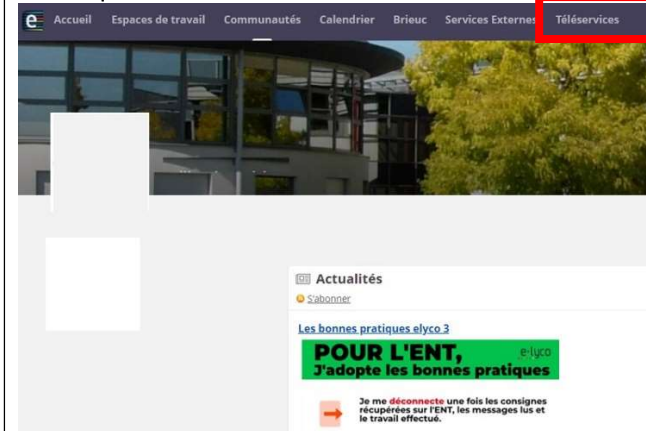 e Accueil Espaces de travail Communautés Calendrier Brieuc Services Externes Téléservices
Actualités
S'abonner
Les bonnes pratiques elyco 3
POUR L'ENT, e-lyco
J'adopte les bonnes pratiques
Je me déconnecte une fois les consignes
récupérées sur l'ENT, les messages lus et
le travail effectué.